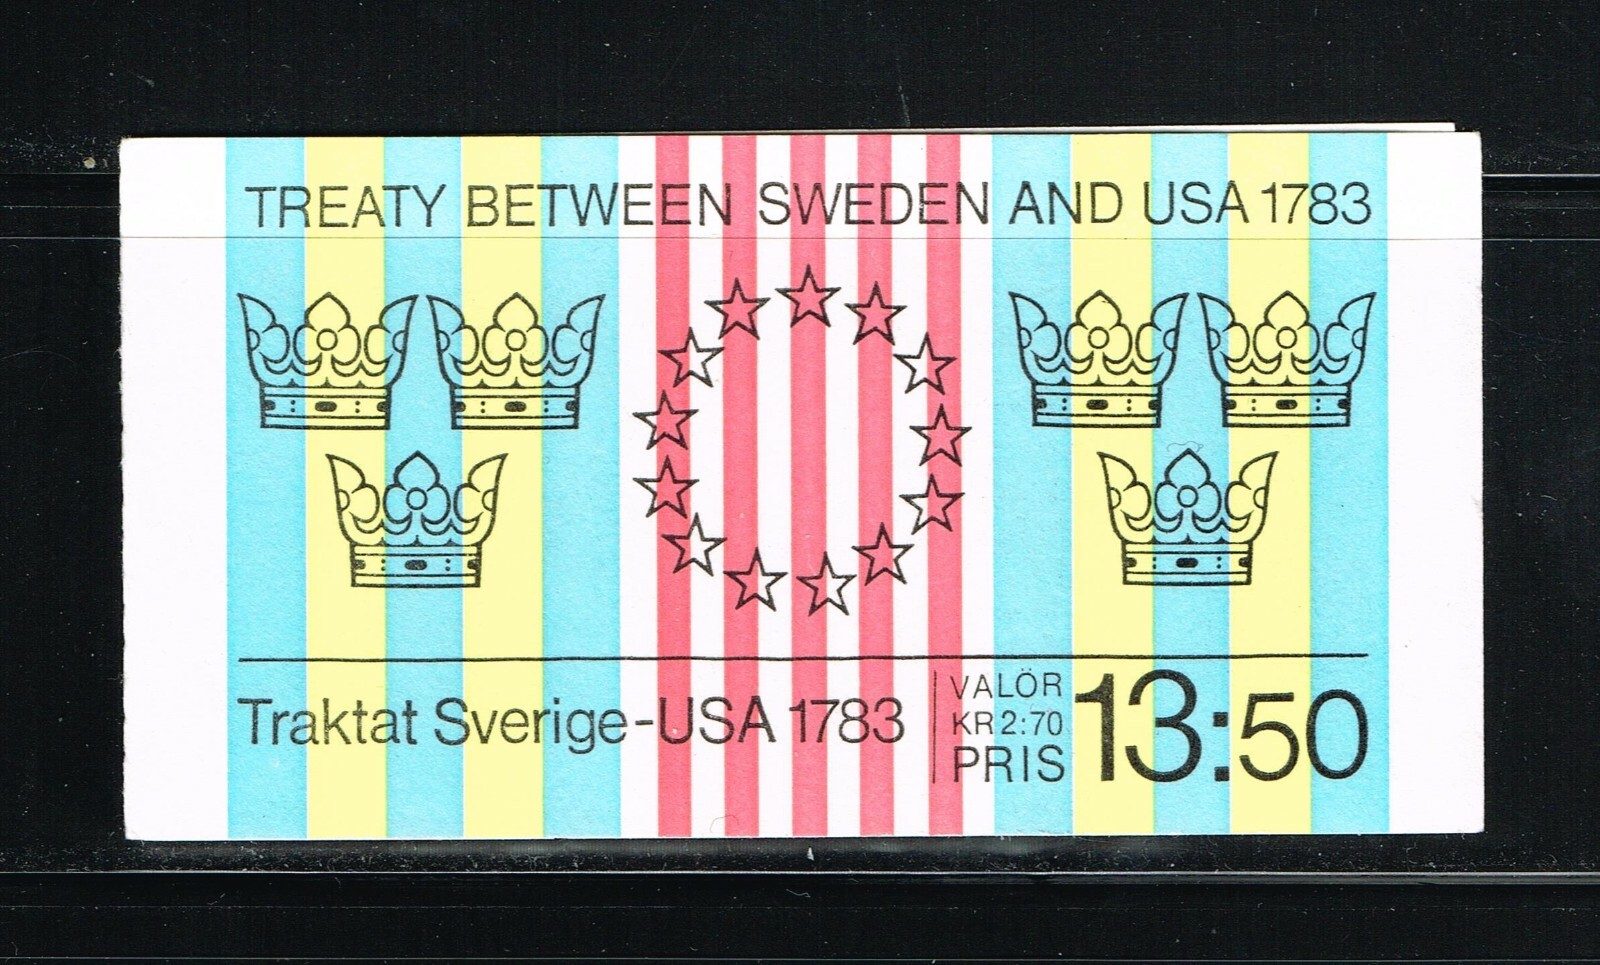 TREATY BETWEEN SWEDEN AND USA 1783
Traktat Sverige-USA 1783
VALÖR
KR 2:70
PRIS 13:50